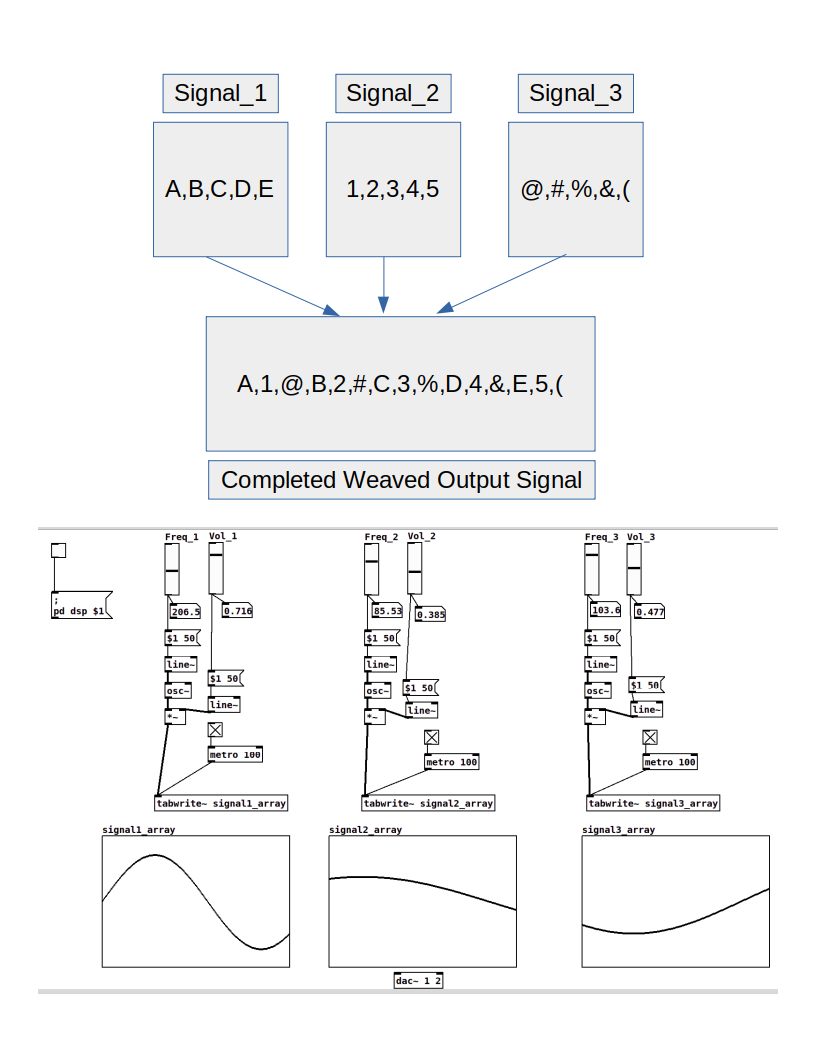 Signal_1
Signal_2
Signal_3
A,B,C,D,E
1,2,3,4,5
@,#,%,&,(
A,1,@,B,2,#,C,3,%,D,4,&,E,5,(
Completed Weaved Output Signal
Freq_1
Vol_1
Freq_2
Vol_2
Freq_3
Vol_3
;
pd dsp $1
206.5
0.716
$1 50
line~
$1 50
osc~
line~
*~
metro 100
tabwrite~ signal1_array
85.53
0.385
$1 50
line~
osc~
$1 50
line~
*~
metro 100
tabwrite~ signal2_array
103.6
0.477
$1 50
line~
osc~
$1 50
line~
*~
metro 100
tabwrite~ signal3_array
signal1_array
signal2_array
signal3_array
dac~ 1 2